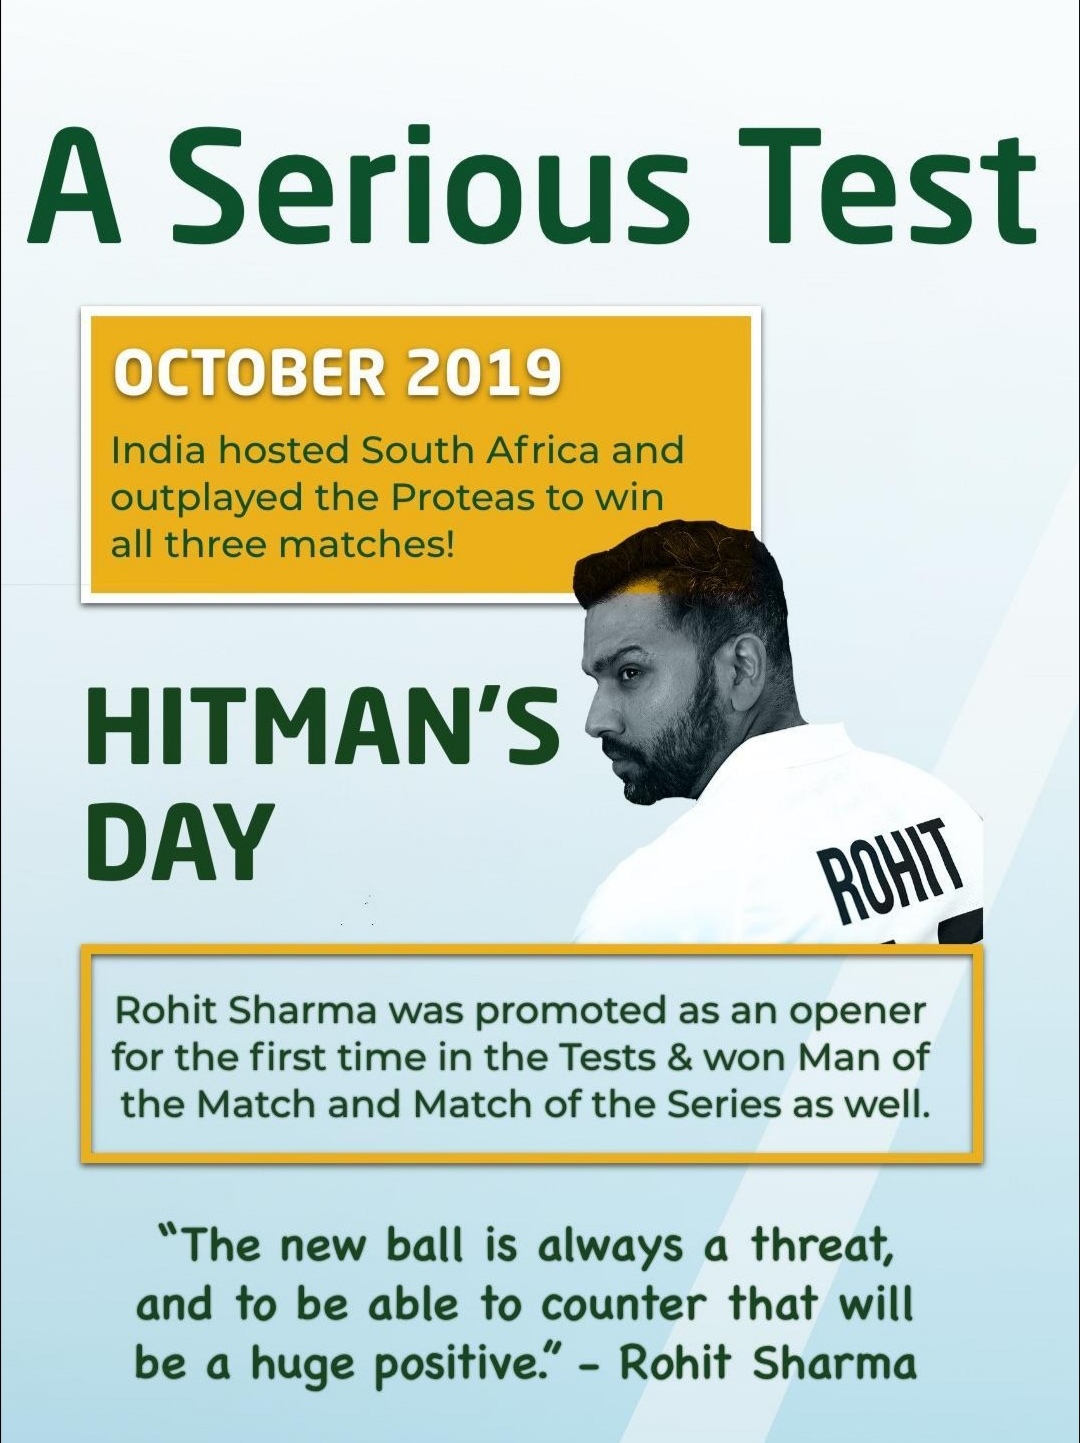 A Serious Test
OCTOBER 2019
India hosted South Africa and
outplayed the Proteas to win
all three matches!
HITMAN’S
DAY
ROHIT
Rohit Sharma was promoted as an opener
for the first time in the Tests & won Man of
the Match and Match of the Series as well.
“The new ball is always a threat,
and to be able to counter that will
be a huge positive.” – Rohit Sharma